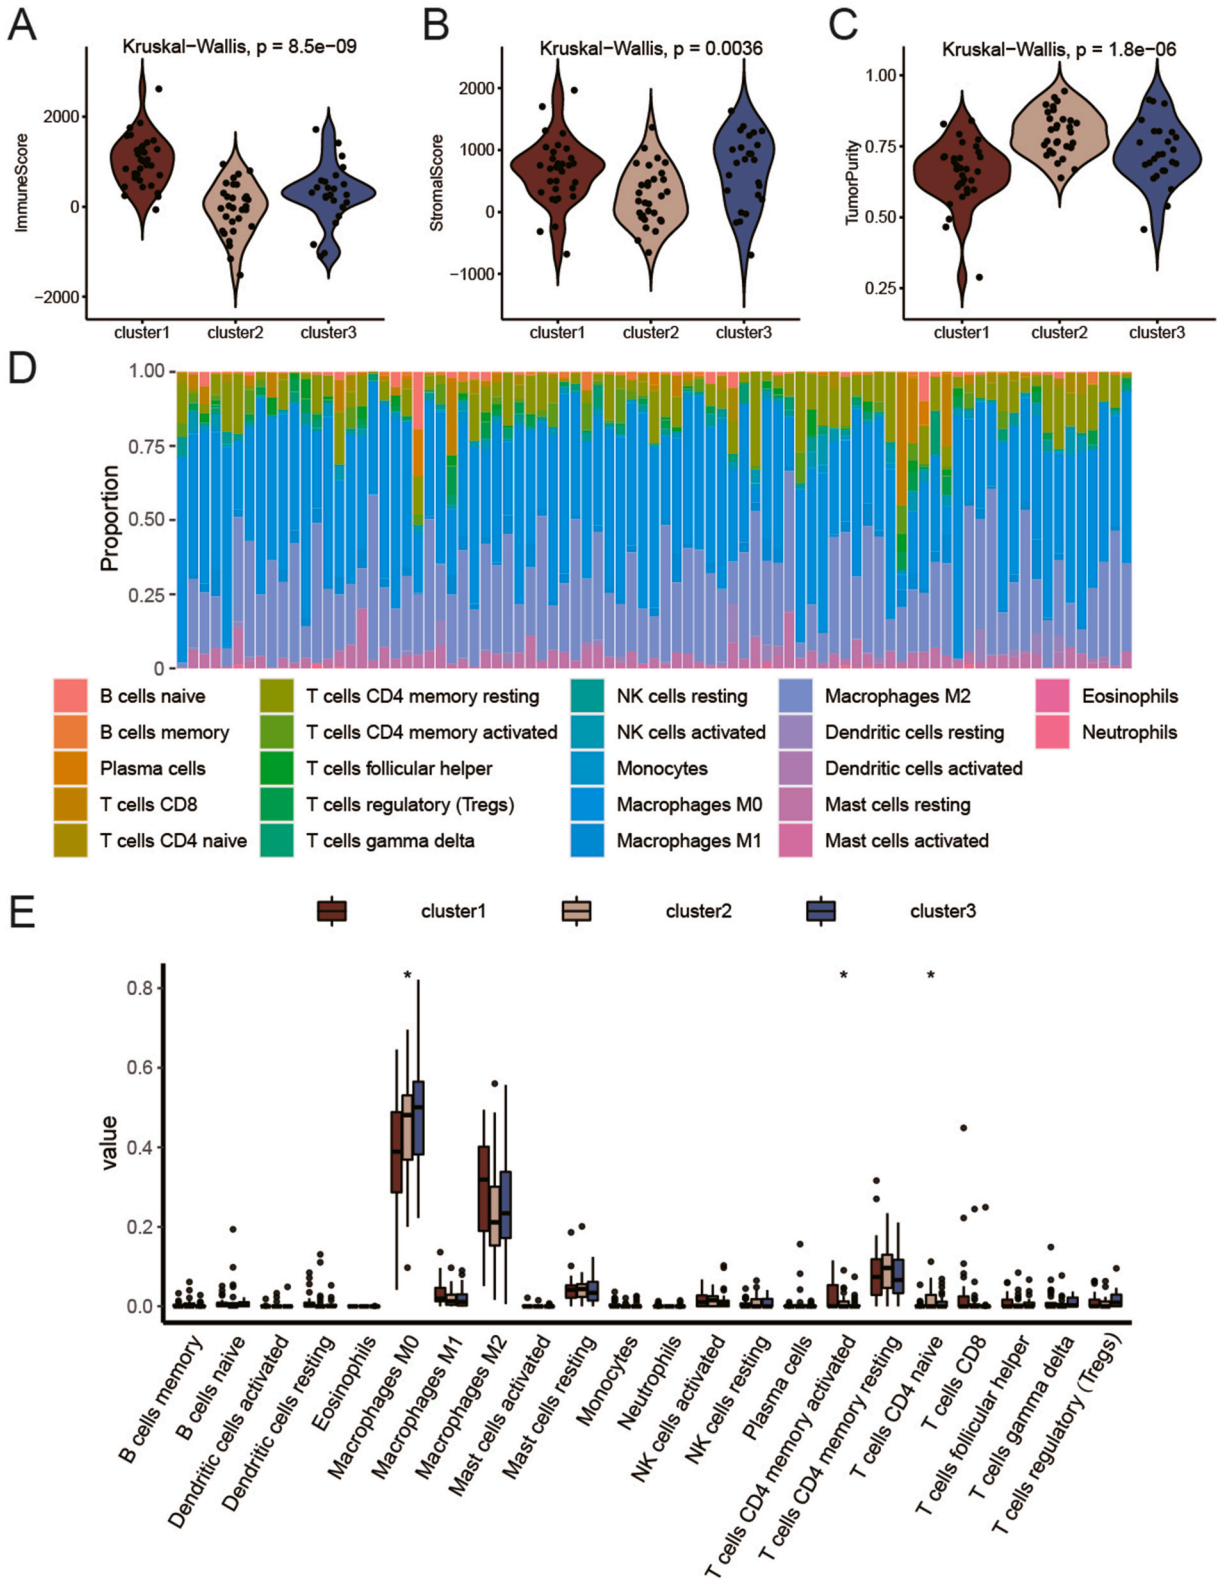 A
B
C
Kruskal−Wallis, p = 8.5e−09
Kruskal−Wallis, p = 0.0036
Kruskal−Wallis, p = 1.8e−06
ImmuneScore
2000
0
−2000
cluster1
cluster2
cluster3
StromalScore
2000
1000
0
−1000
cluster1
cluster2
cluster3
TumorPurity
1.00
0.75
0.50
0.25
cluster1
cluster2
cluster3
D
Proportion
1.00
0.75
0.50
0.25
0
B cells naive
B cells memory
Plasma cells
T cells CD8
T cells CD4 naive
T cells CD4 memory resting
T cells CD4 memory activated
T cells follicular helper
T cells regulatory (Tregs)
T cells gamma delta
NK cells resting
NK cells activated
Monocytes
Macrophages M0
Macrophages M1
Macrophages M2
Dendritic cells resting
Dendritic cells activated
Mast cells resting
Mast cells activated
Eosinophils
Neutrophils
E
cluster1
cluster2
cluster3
value
0.8
0.6
0.4
0.2
0.0
*
*
*
B cells memory
B cells naive
Dendritic cells activated
Dendritic cells resting
Eosinophils
Macrophages M0
Macrophages M1
Macrophages M2
Mast cells activated
Mast cells resting
Monocytes
Neutrophils
NK cells activated
NK cells resting
Plasma cells
T cells CD4 memory activated
T cells CD4 memory resting
T cells CD4 naive
T cells CD8
T cells follicular helper
T cells gamma delta
T cells regulatory (Tregs)